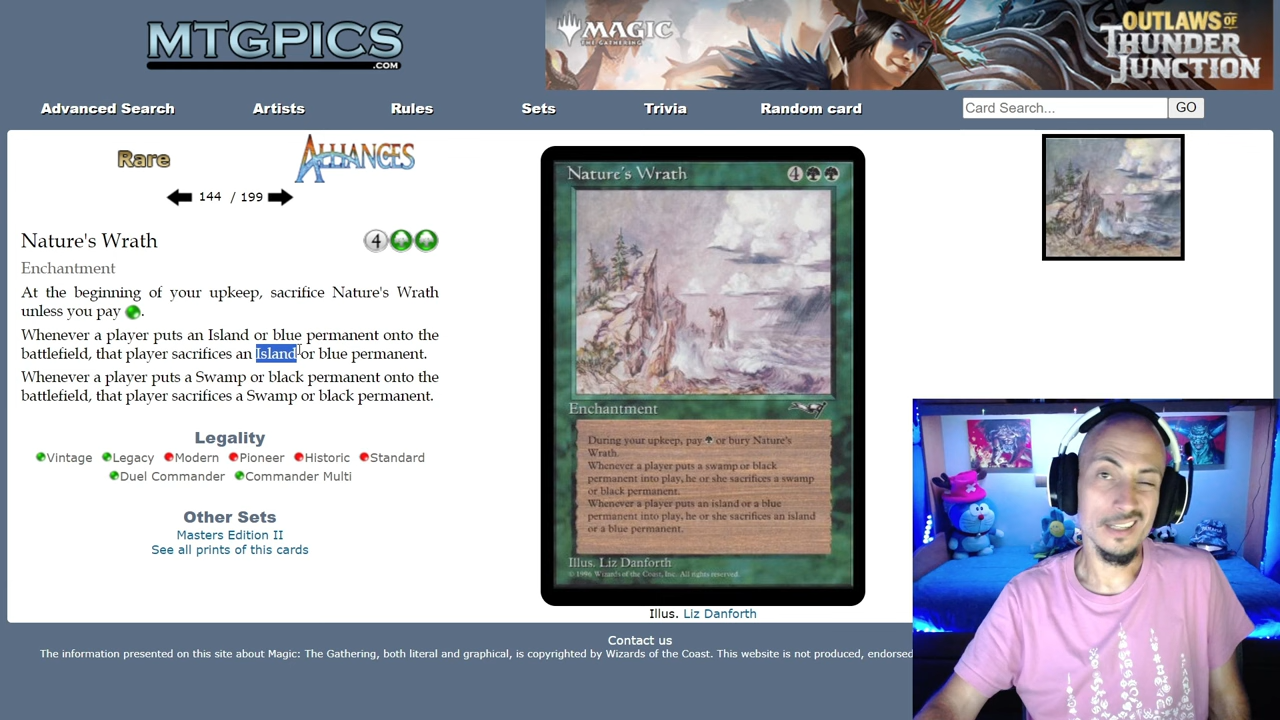 MTGPICS
.COM
MAGIC
THE GATHERING
OUTLAWS OF
THUNDER
JUNCTION
Advanced Search
Artists
Rules
Sets
Trivia
Random card
Card Search...
GO
Rare
ALLIANCES
144 / 199
Nature's Wrath
4
Enchantment
At the beginning of your upkeep, sacrifice Nature's Wrath
unless you pay .
Whenever a player puts an Island or blue permanent onto the
battlefield, that player sacrifices an Island or blue permanent.
Whenever a player puts a Swamp or black permanent onto the
battlefield, that player sacrifices a Swamp or black permanent.
Legality
Vintage Legacy Modern Pioneer Historic Standard
Duel Commander Commander Multi
Other Sets
Masters Edition II
See all prints of this cards
Nature's Wrath
4
Enchantment
During your upkeep, pay or bury Nature's
Wrath.
Whenever a player puts a swamp or black
permanent into play, he or she sacrifices a swamp
or black permanent.
Whenever a player puts an island or a blue
permanent into play, he or she sacrifices an island
or a blue permanent.
Illus. Liz Danforth
© 1996 Wizards of the Coast, Inc. All rights reserved.
Illus. Liz Danforth
Contact us
The information presented on this site about Magic: The Gathering, both literal and graphical, is copyrighted by Wizards of the Coast. This website is not produced, endorsed